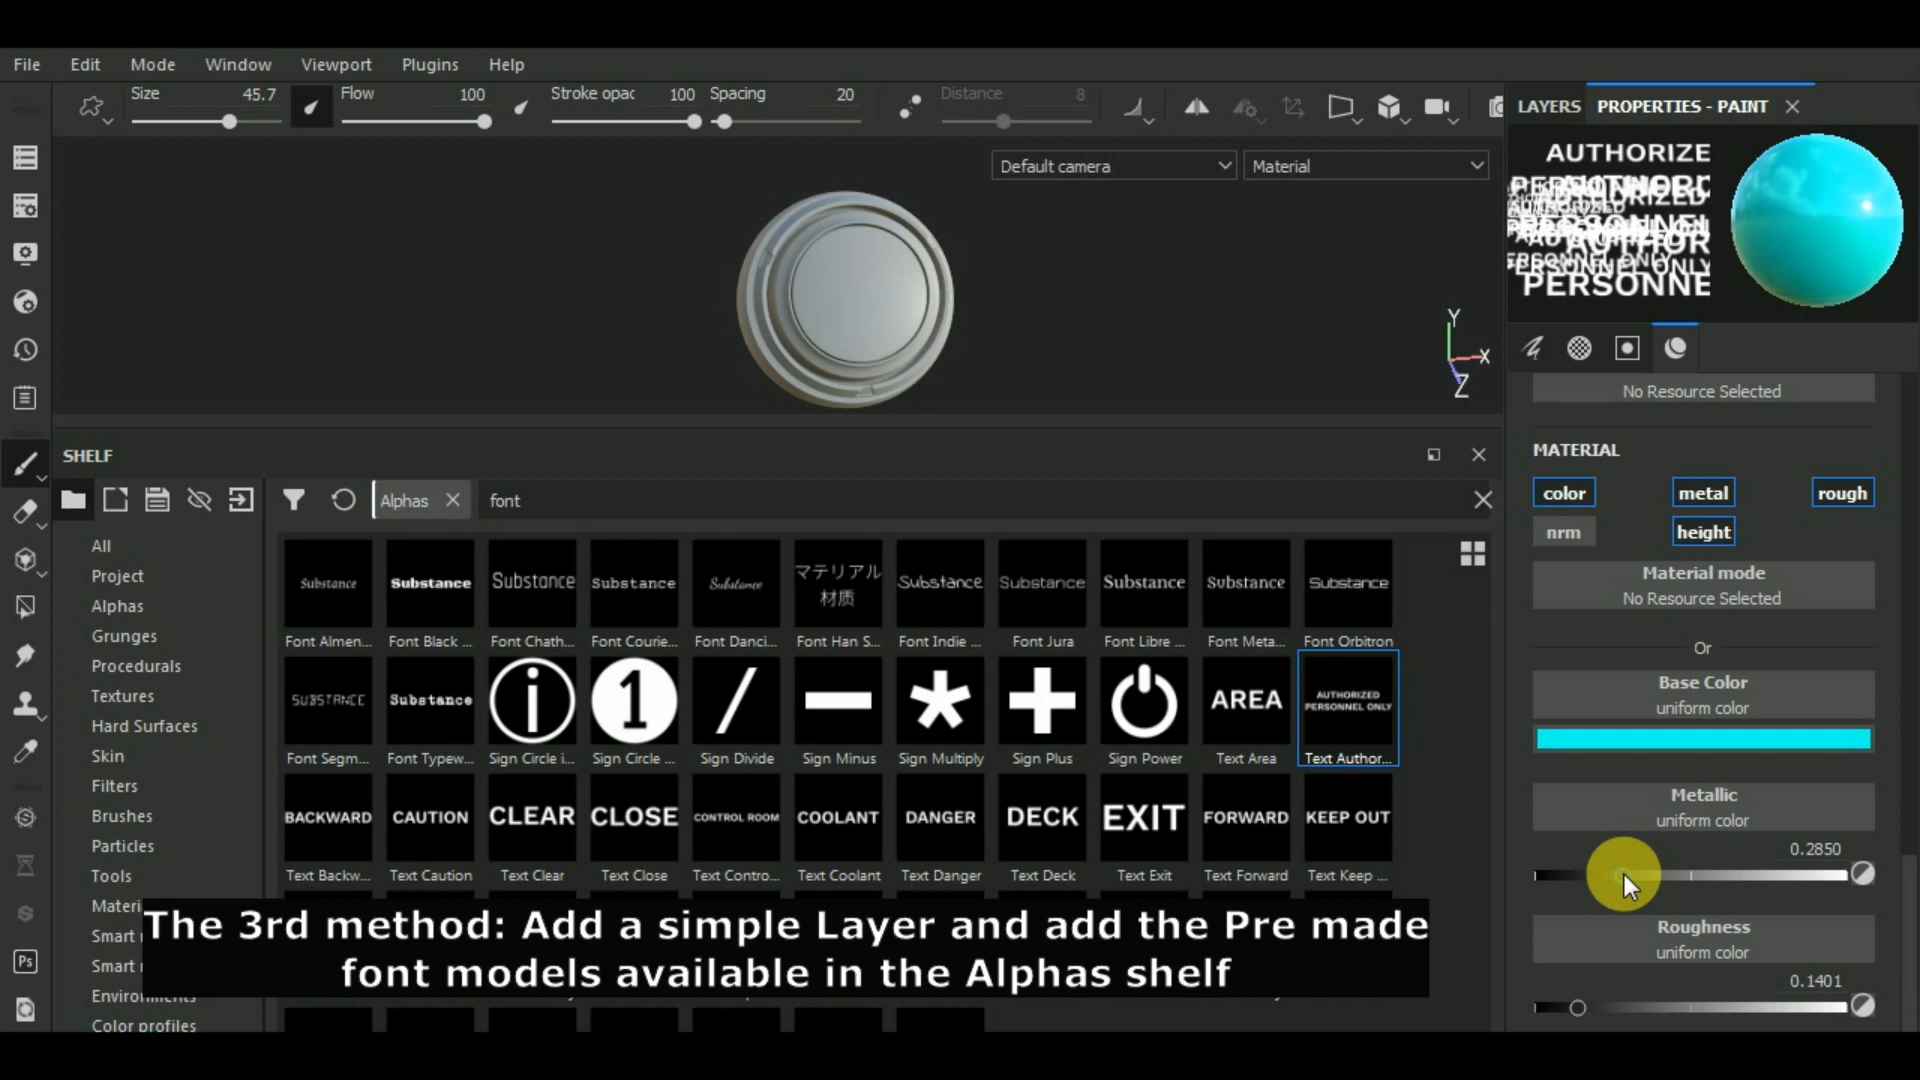 File Edit Mode Window Viewport Plugins Help
Size 45.7 Flow 100 Stroke opac 100 Spacing 20 Distance 8
LAYERS PROPERTIES - PAINT
Default camera Material
AUTHORIZE
PERSONNE
Y
X
Z
No Resource Selected
SHELF
MATERIAL
Alphas font
color metal rough
nrm height
Material mode
No Resource Selected
Or
Base Color
uniform color
Metallic
uniform color
0.2850
Roughness
uniform color
0.1401
All
Project
Alphas
Grunges
Procedurals
Textures
Hard Surfaces
Skin
Filters
Brushes
Particles
Tools
Materi
Smart
Smart
Color profiles
Substance Substance Substance Substance Substance マテリアル Substance Substance Substance Substance Substance
材质
Font Almen... Font Black ... Font Chath... Font Courie... Font Danci... Font Han S... Font Indie ... Font Jura Font Libre ... Font Meta... Font Orbitron
SUBSTANCE Substance i 1 / − * + AREA AUTHORIZED
PERSONNEL ONLY
Font Segm... Font Typew... Sign Circle i... Sign Circle ... Sign Divide Sign Minus Sign Multiply Sign Plus Sign Power Text Area Text Author...
BACKWARD CAUTION CLEAR CLOSE CONTROL ROOM COOLANT DANGER DECK EXIT FORWARD KEEP OUT
Text Backw... Text Caution Text Clear Text Close Text Contro... Text Coolant Text Danger Text Deck Text Exit Text Forward Text Keep ...
The 3rd method: Add a simple Layer and add the Pre made
font models available in the Alphas shelf
Ps